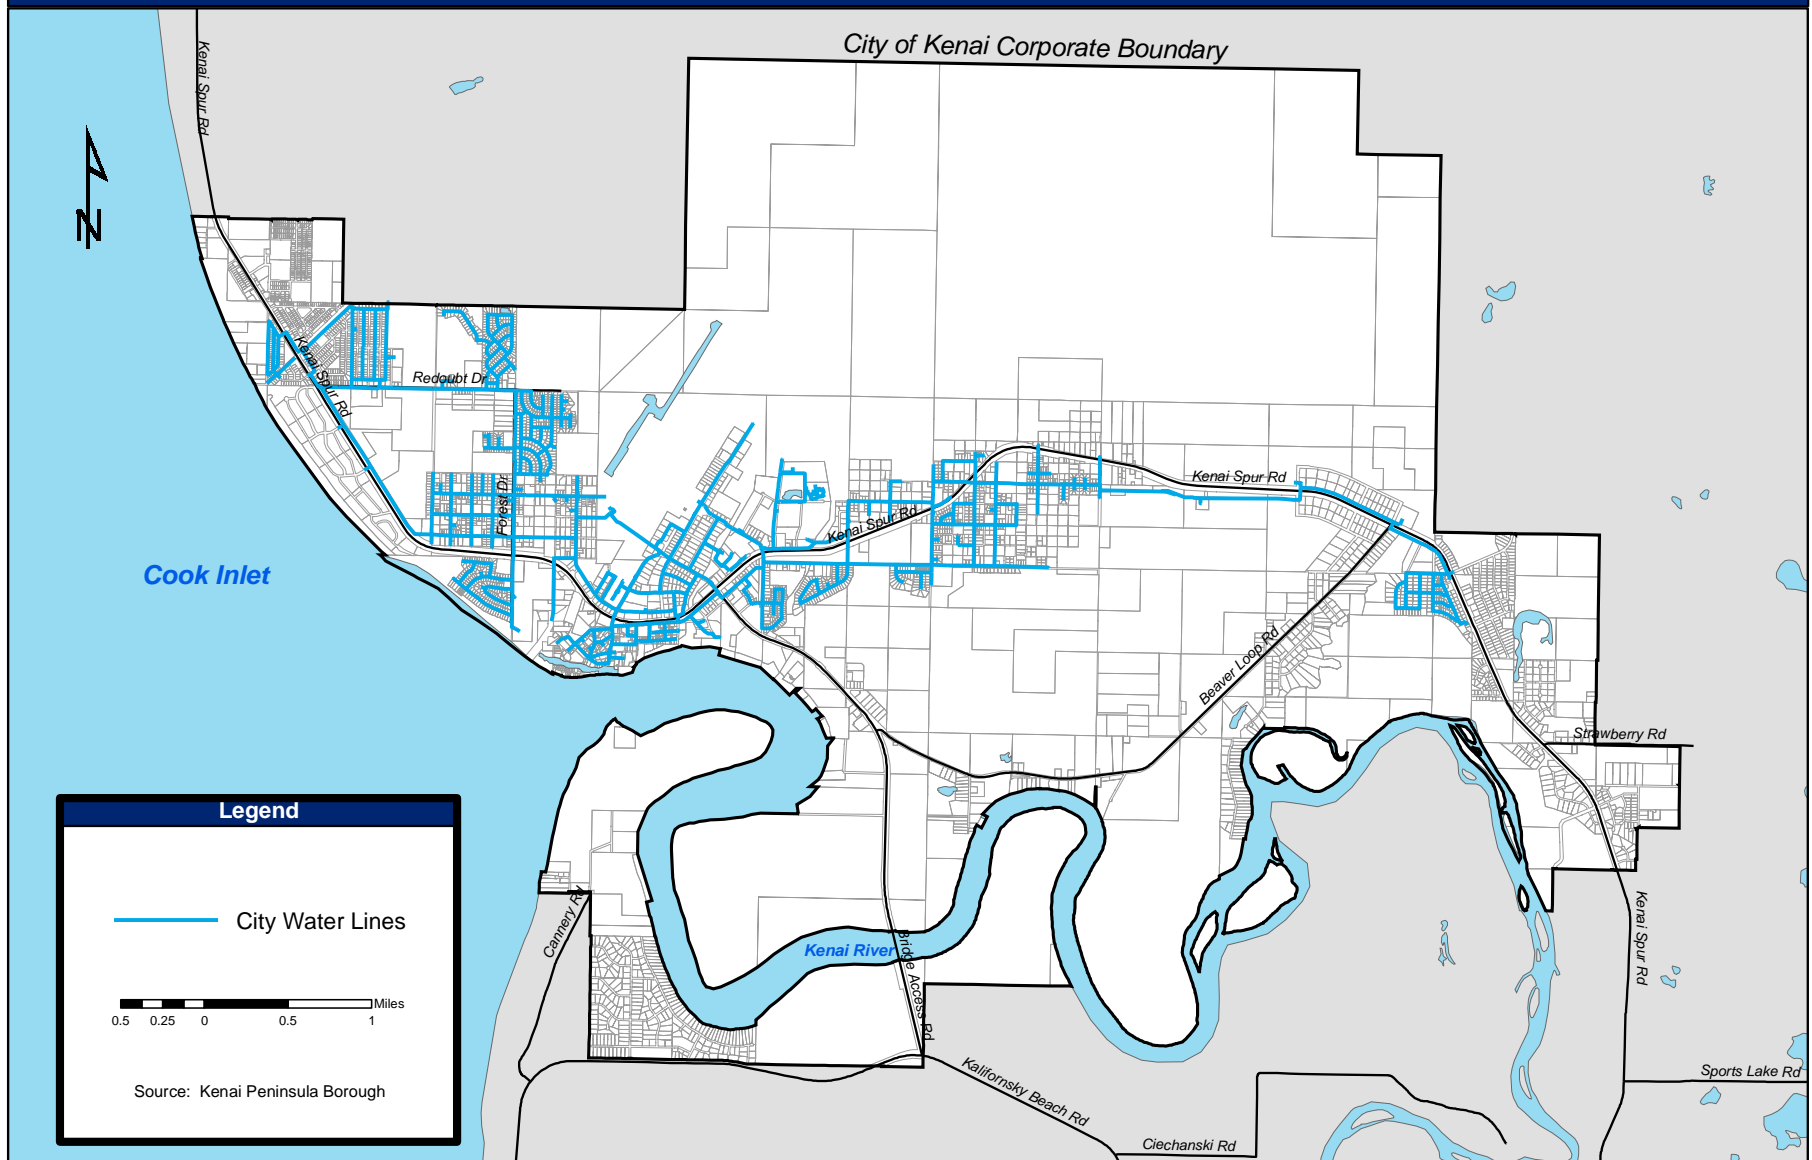 City of Kenai Corporate Boundary
Kenai Spur Rd
N
Kenai Spur Rd
Redoubt Dr
Forest Dr
Kenai Spur Rd
Kenai Spur Rd
Cook Inlet
Beaver Loop Rd
Strawberry Rd
Legend
City Water Lines
Miles
0.5 0.25 0 0.5 1
Source: Kenai Peninsula Borough
Cannery Rd
Kenai River
Bridge Access Rd
Kenai Spur Rd
Kalifornsky Beach Rd
Sports Lake Rd
Ciechanski Rd